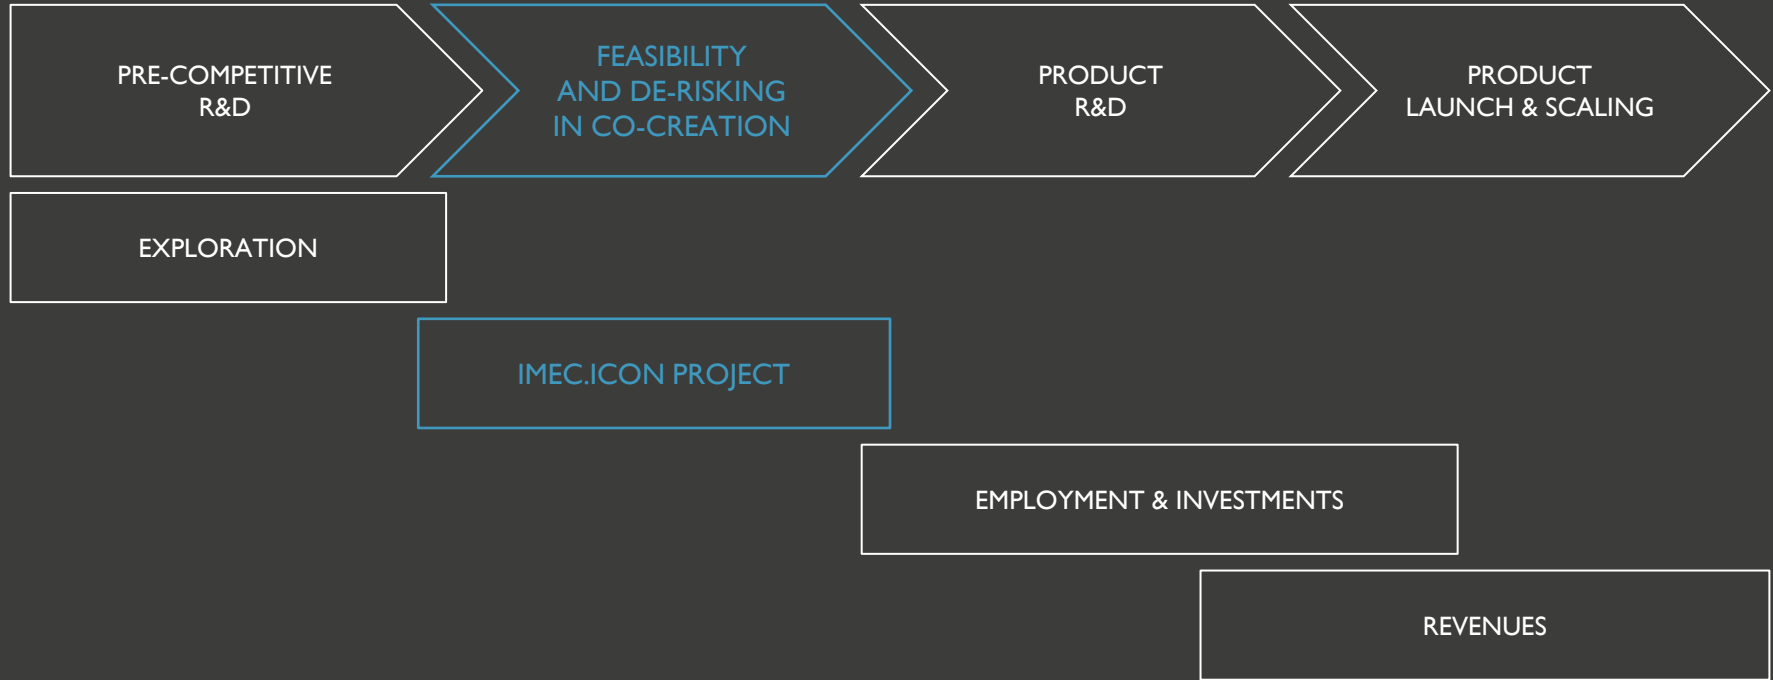 PRE-COMPETITIVE
R&D
FEASIBILITY
AND DE-RISKING
IN CO-CREATION
PRODUCT
R&D
PRODUCT
LAUNCH & SCALING
EXPLORATION
IMEC.ICON PROJECT
EMPLOYMENT & INVESTMENTS
REVENUES